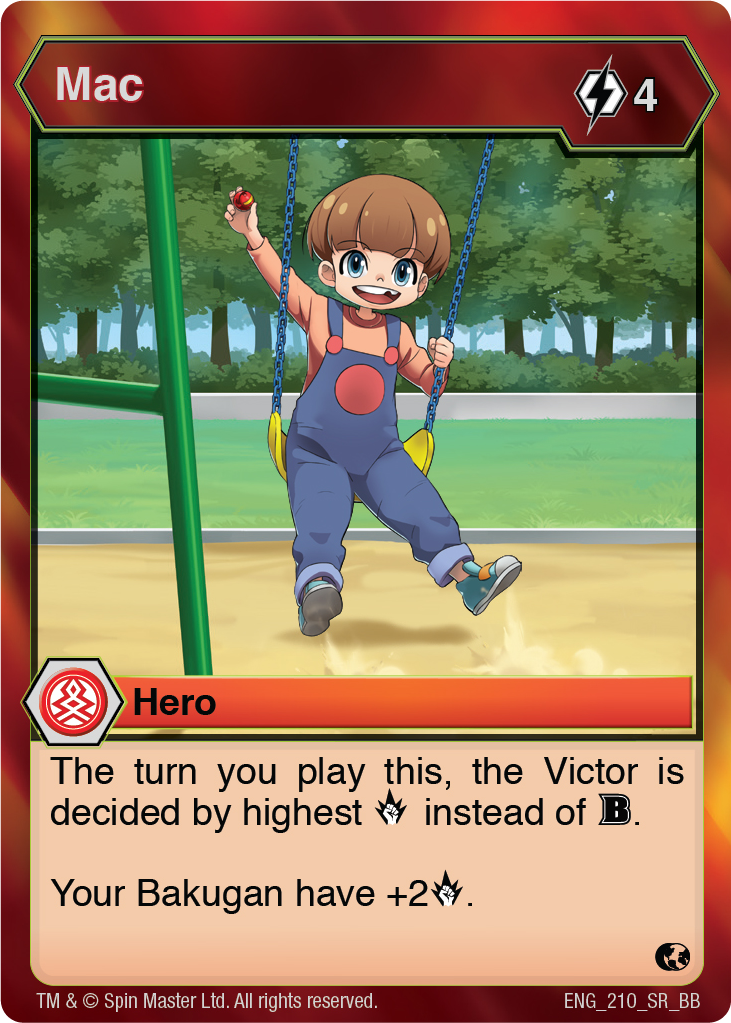 Mac
4
Hero
The turn you play this, the Victor is
decided by highest instead of B.
Your Bakugan have +2.
TM & © Spin Master Ltd. All rights reserved.
ENG_210_SR_BB